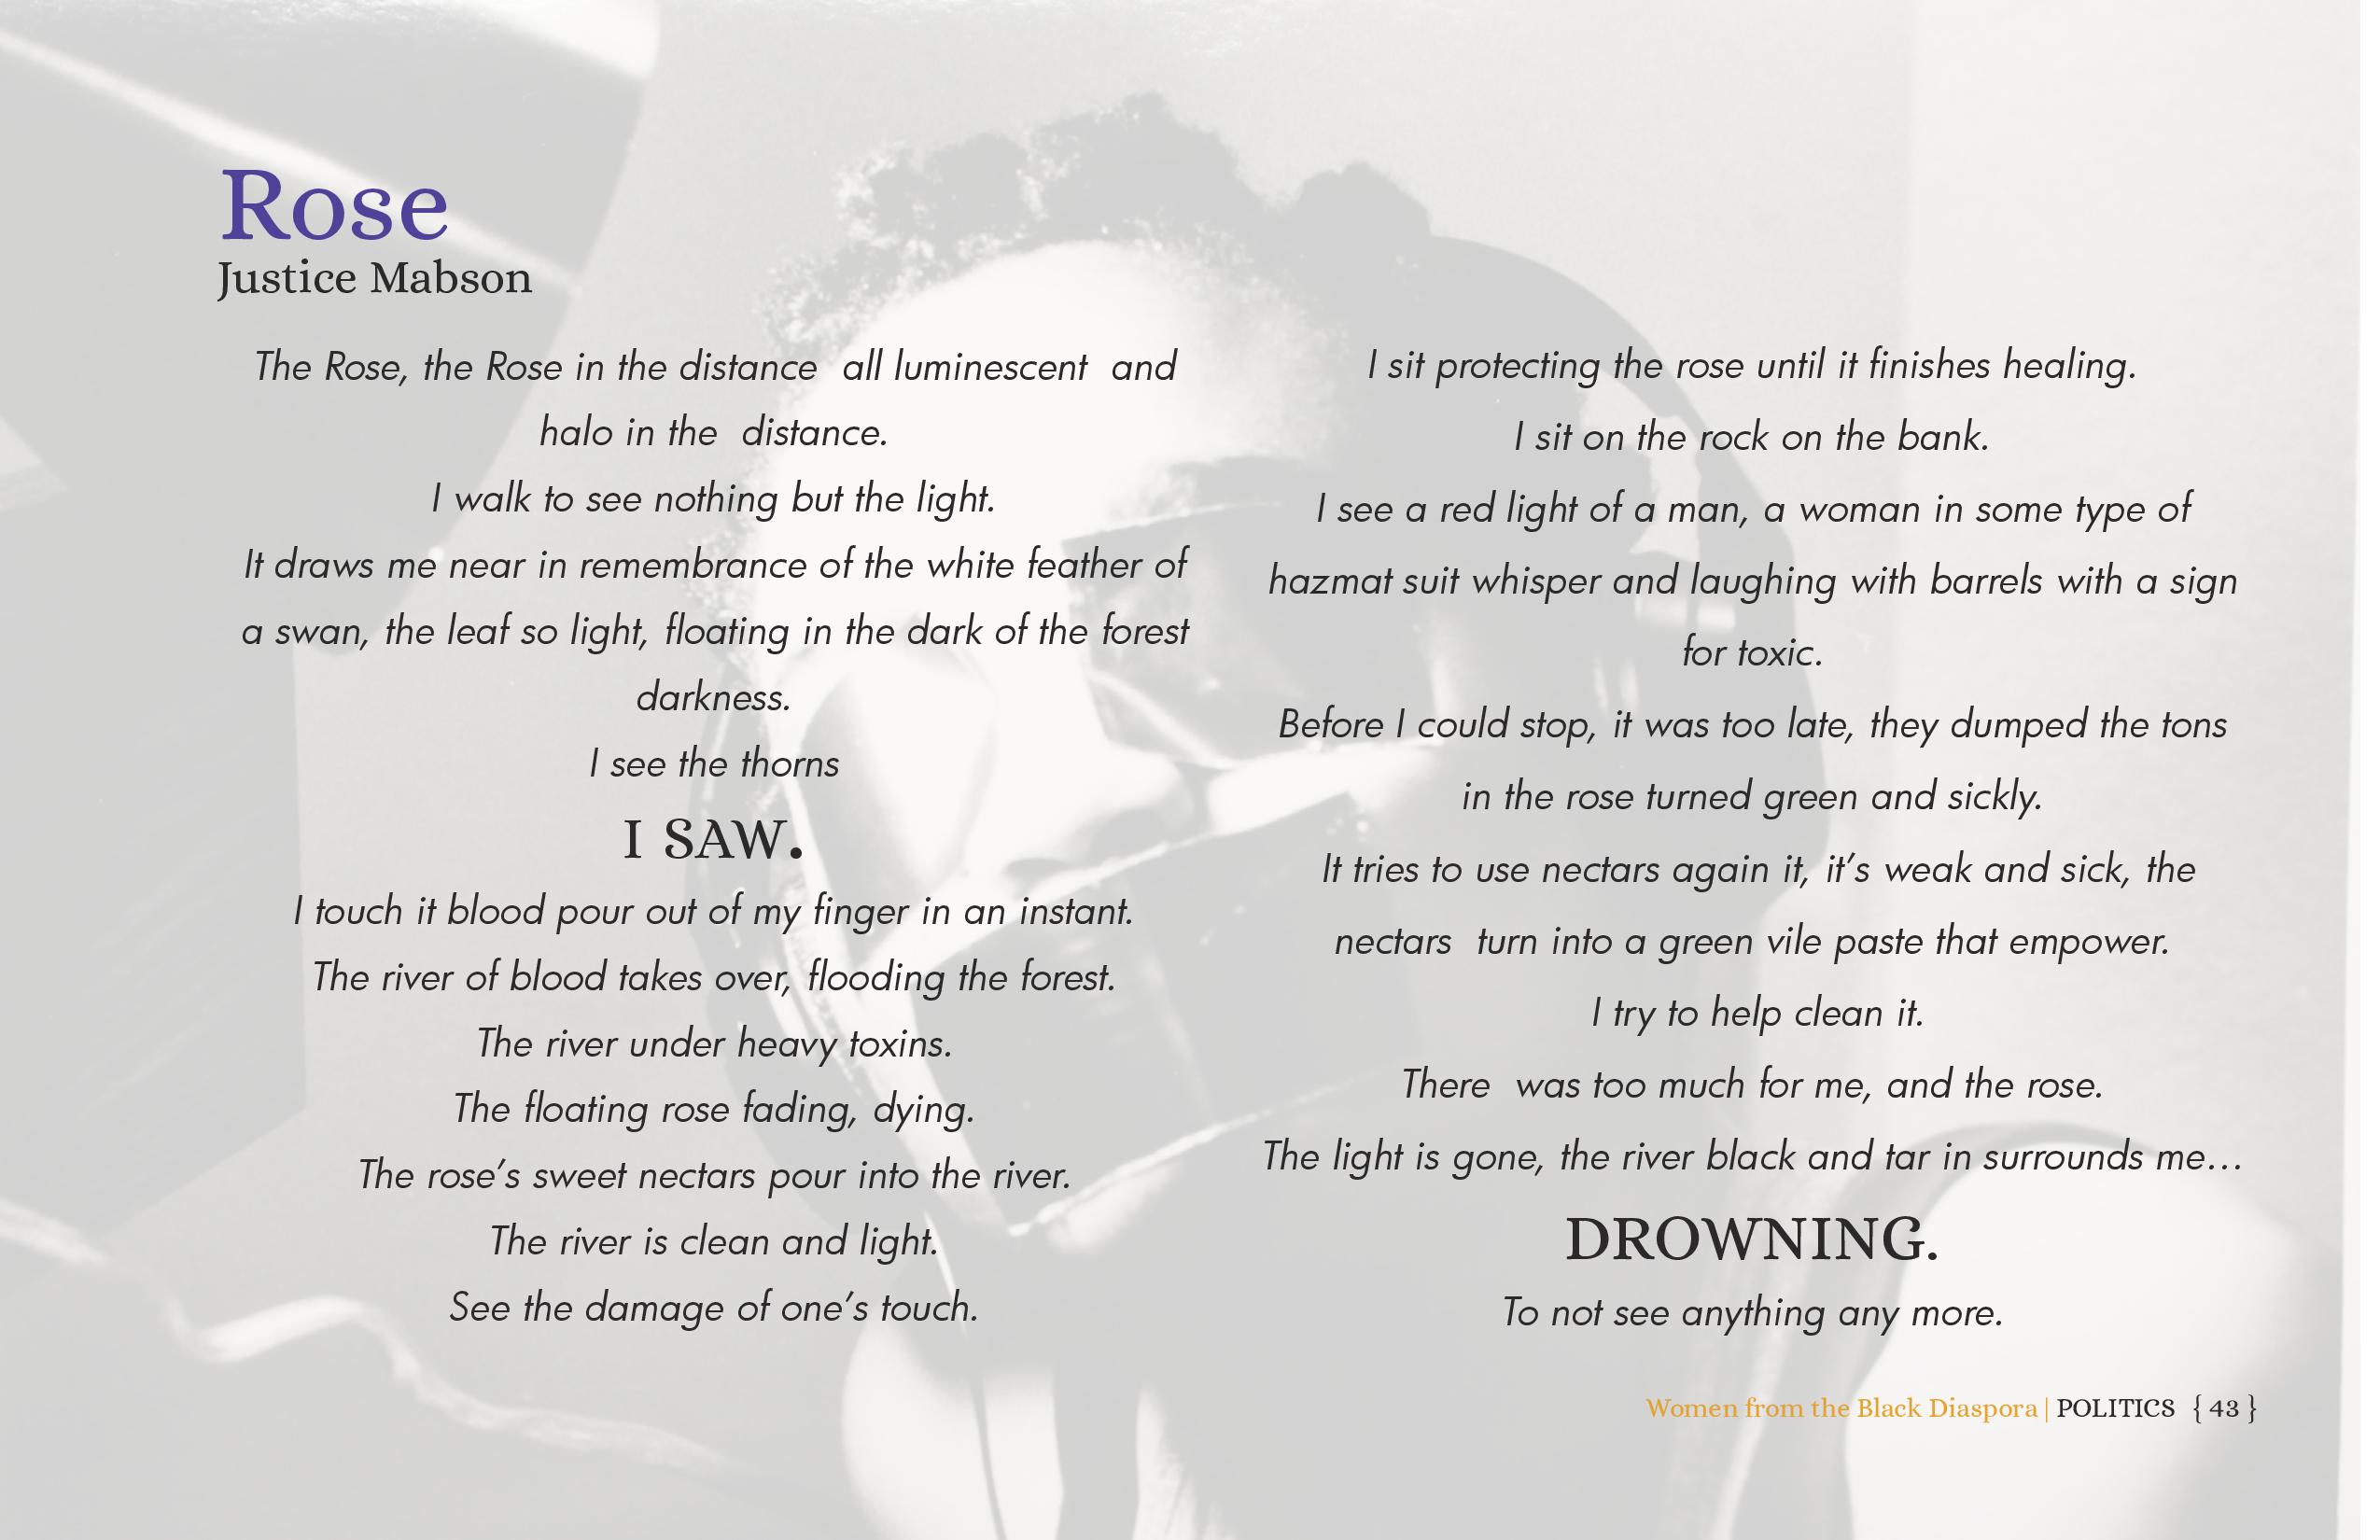 Rose
Justice Mabson
The Rose, the Rose in the distance  all luminescent  and
halo in the  distance.
I walk to see nothing but the light.
It draws me near in remembrance of the white feather of
a swan, the leaf so light, floating in the dark of the forest
darkness.
I see the thorns
I SAW.
I touch it blood pour out of my finger in an instant.
The river of blood takes over, flooding the forest.
The river under heavy toxins.
The floating rose fading, dying.
The rose’s sweet nectars pour into the river.
The river is clean and light.
See the damage of one’s touch.
I sit protecting the rose until it finishes healing.
I sit on the rock on the bank.
I see a red light of a man, a woman in some type of
hazmat suit whisper and laughing with barrels with a sign
for toxic.
Before I could stop, it was too late, they dumped the tons
in the rose turned green and sickly.
It tries to use nectars again it, it’s weak and sick, the
nectars  turn into a green vile paste that empower.
I try to help clean it.
There  was too much for me, and the rose.
The light is gone, the river black and tar in surrounds me…
DROWNING.
To not see anything any more.
Women from the Black Diaspora | POLITICS { 43 }